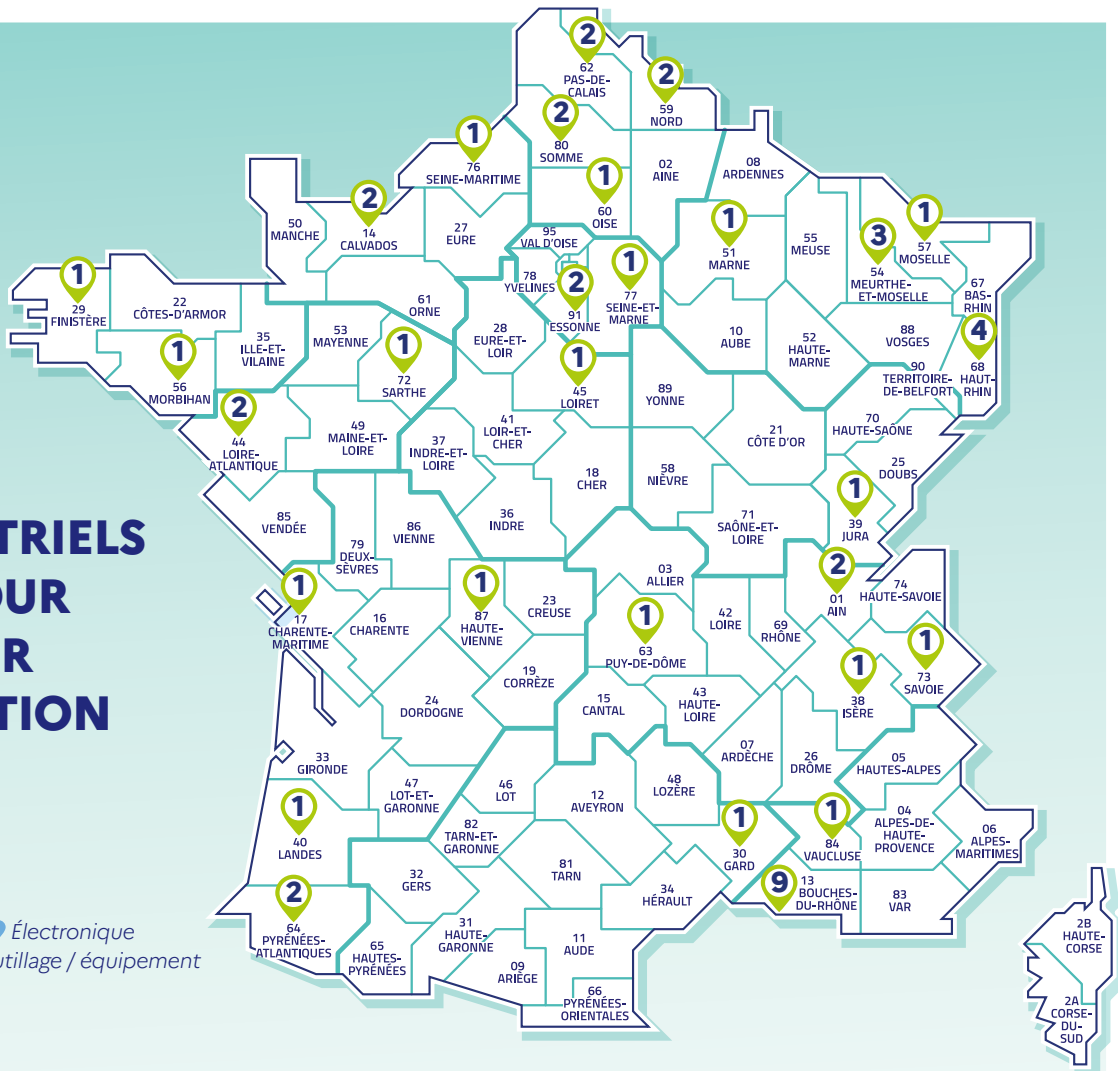 2
62
PAS-DE-
CALAIS
2
59
NORD
2
80
SOMME
1
76
SEINE-MARITIME
02
AINE
08
ARDENNES
1
60
OISE
2
14
CALVADOS
50
MANCHE
27
EURE
95
VAL D'OISE
1
51
MARNE
55
MEUSE
3
54
MEURTHE-
ET-MOSELLE
1
57
MOSELLE
67
BAS-
RHIN
78
YVELINES
2
91
ESSONNE
1
77
SEINE-ET-
MARNE
1
29
FINISTÈRE
22
CÔTES-D'ARMOR
61
ORNE
53
MAYENNE
35
ILLE-ET-
VILAINE
28
EURE-ET-
LOIR
10
AUBE
52
HAUTE-
MARNE
88
VOSGES
4
68
HAUT-
RHIN
1
56
MORBIHAN
1
72
SARTHE
1
45
LOIRET
89
YONNE
90
TERRITOIRE-
DE-BELFORT
2
44
LOIRE-
ATLANTIQUE
49
MAINE-ET-
LOIRE
37
INDRE-ET-
LOIRE
41
LOIR-ET-
CHER
21
CÔTE D'OR
70
HAUTE-SAÔNE
25
DOUBS
18
CHER
58
NIÈVRE
85
VENDÉE
86
VIENNE
36
INDRE
71
SAÔNE-ET-
LOIRE
1
39
JURA
79
DEUX-
SÈVRES
03
ALLIER
2
01
AIN
74
HAUTE-SAVOIE
TRIELS
OUR
R
TION
1
17
CHARENTE-
MARITIME
16
CHARENTE
1
87
HAUTE-
VIENNE
23
CREUSE
1
63
PUY-DE-DÔME
42
LOIRE
69
RHÔNE
1
73
SAVOIE
1
38
ISÈRE
24
DORDOGNE
19
CORRÈZE
15
CANTAL
43
HAUTE-
LOIRE
07
ARDÈCHE
26
DRÔME
05
HAUTES-ALPES
33
GIRONDE
47
LOT-ET-
GARONNE
46
LOT
12
AVEYRON
48
LOZÈRE
1
40
LANDES
82
TARN-ET-
GARONNE
81
TARN
1
30
GARD
1
84
VAUCLUSE
04
ALPES-DE-
HAUTE-
PROVENCE
06
ALPES-
MARITIMES
32
GERS
34
HÉRAULT
9
13
BOUCHES-
DU-RHÔNE
83
VAR
2
64
PYRÉNÉES-
ATLANTIQUES
65
HAUTES-
PYRÉNÉES
31
HAUTE-
GARONNE
09
ARIÈGE
11
AUDE
66
PYRÉNÉES-
ORIENTALES
2B
HAUTE-
CORSE
2A
CORSE-
DU-
SUD
Électronique
utillage / équipement